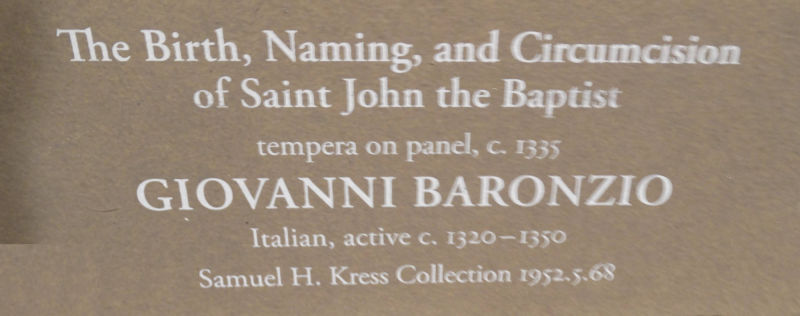 The Birth, Naming, and Circumcision
of Saint John the Baptist
tempera on panel, c. 1335
GIOVANNI BARONZIO
Italian, active c. 1320–1350
Samuel H. Kress Collection 1952.5.68